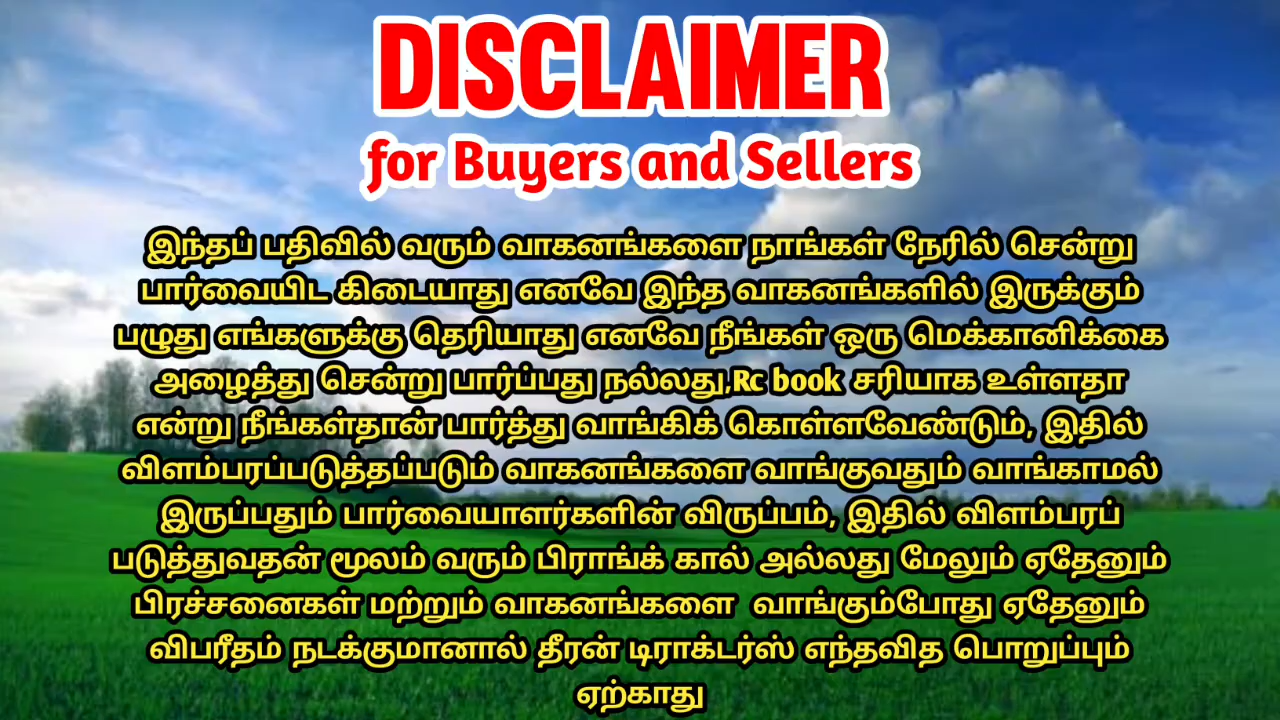 DISCLAIMER
for Buyers and Sellers
இந்தப் பதிவில் வரும் வாகனங்களை நாங்கள் நேரில் சென்று
பார்வையிட கிடையாது எனவே இந்த வாகனங்களில் இருக்கும்
பழுது எங்களுக்கு தெரியாது எனவே நீங்கள் ஒரு மெக்கானிக்கை
அழைத்து சென்று பார்ப்பது நல்லது,Rc book சரியாக உள்ளதா
என்று நீங்கள்தான் பார்த்து வாங்கிக் கொள்ளவேண்டும், இதில்
விளம்பரப்படுத்தப்படும் வாகனங்களை வாங்குவதும் வாங்காமல்
இருப்பதும் பார்வையாளர்களின் விருப்பம், இதில் விளம்பரப்
படுத்துவதன் மூலம் வரும் பிராங்க் கால் அல்லது மேலும் ஏதேனும்
பிரச்சனைகள் மற்றும் வாகனங்களை வாங்கும்போது ஏதேனும்
விபரீதம் நடக்குமானால் தீரன் டிராக்டர்ஸ் எந்தவித பொறுப்பும்
ஏற்காது